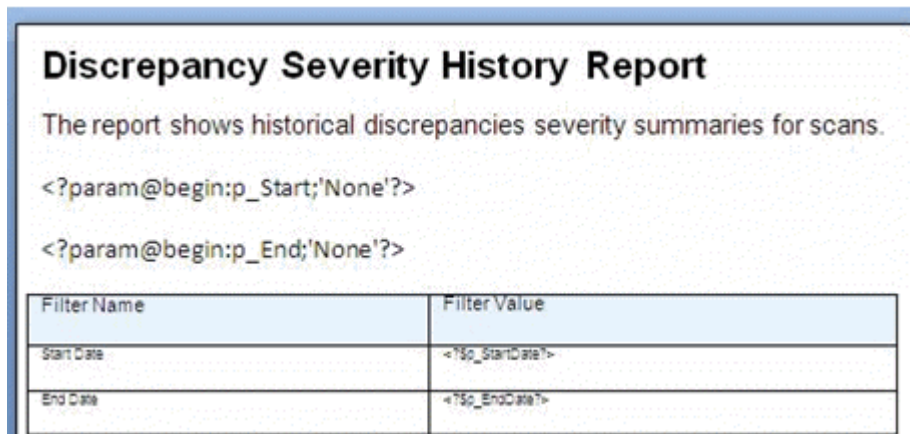 Discrepancy Severity History Report
The report shows historical discrepancies severity summaries for scans.
<?param@begin:p_Start;'None'?>
<?param@begin:p_End;'None'?>
Filter Name Filter Value
Start Date <?$p_StartDate?>
End Date <?$p_EndDate?>